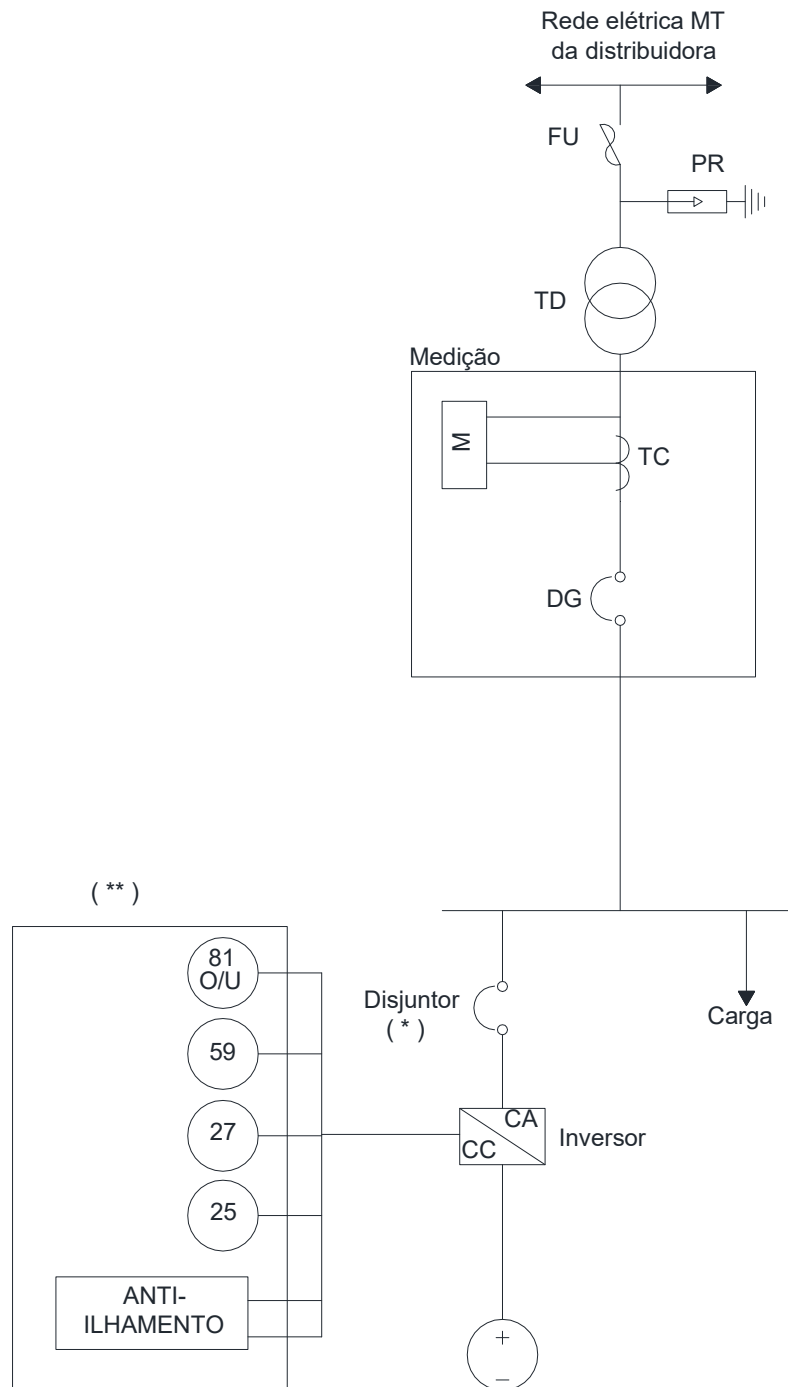 Rede elétrica MT
da distribuidora
FU
PR
TD
Medição
M
TC
DG
( ** )
81
O/U
59
27
25
ANTI-
ILHAMENTO
Disjuntor
( * )
Carga
CA
CC
Inversor
+
–